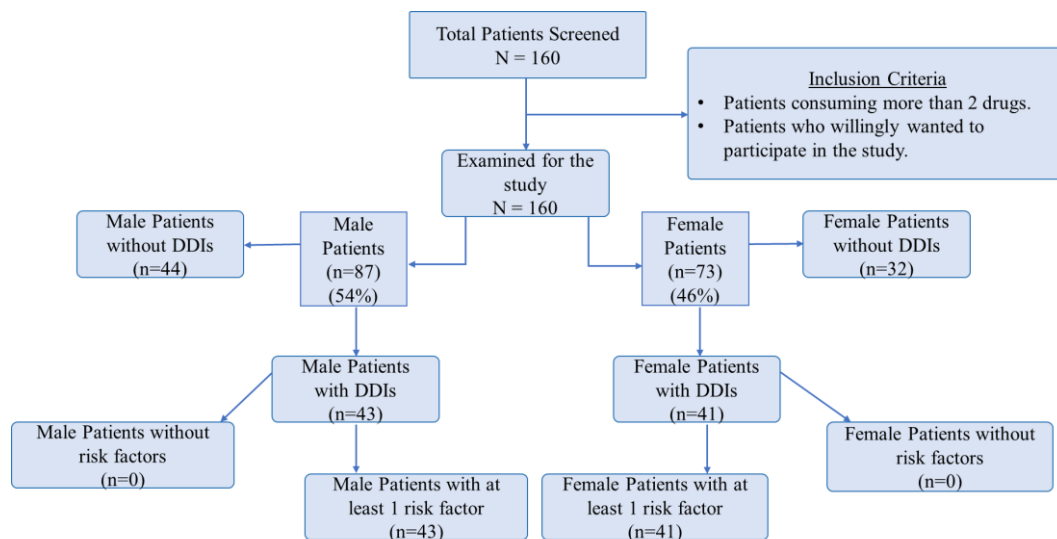 Total Patients Screened
N = 160
Inclusion Criteria
• Patients consuming more than 2 drugs.
• Patients who willingly wanted to
participate in the study.
Examined for the
study
N = 160
Male Patients
without DDIs
(n=44)
Male
Patients
(n=87)
(54%)
Female
Patients
(n=73)
(46%)
Female Patients
without DDIs
(n=32)
Male Patients
with DDIs
(n=43)
Female Patients
with DDIs
(n=41)
Male Patients without
risk factors
(n=0)
Female Patients without
risk factors
(n=0)
Male Patients with at
least 1 risk factor
(n=43)
Female Patients with at
least 1 risk factor
(n=41)